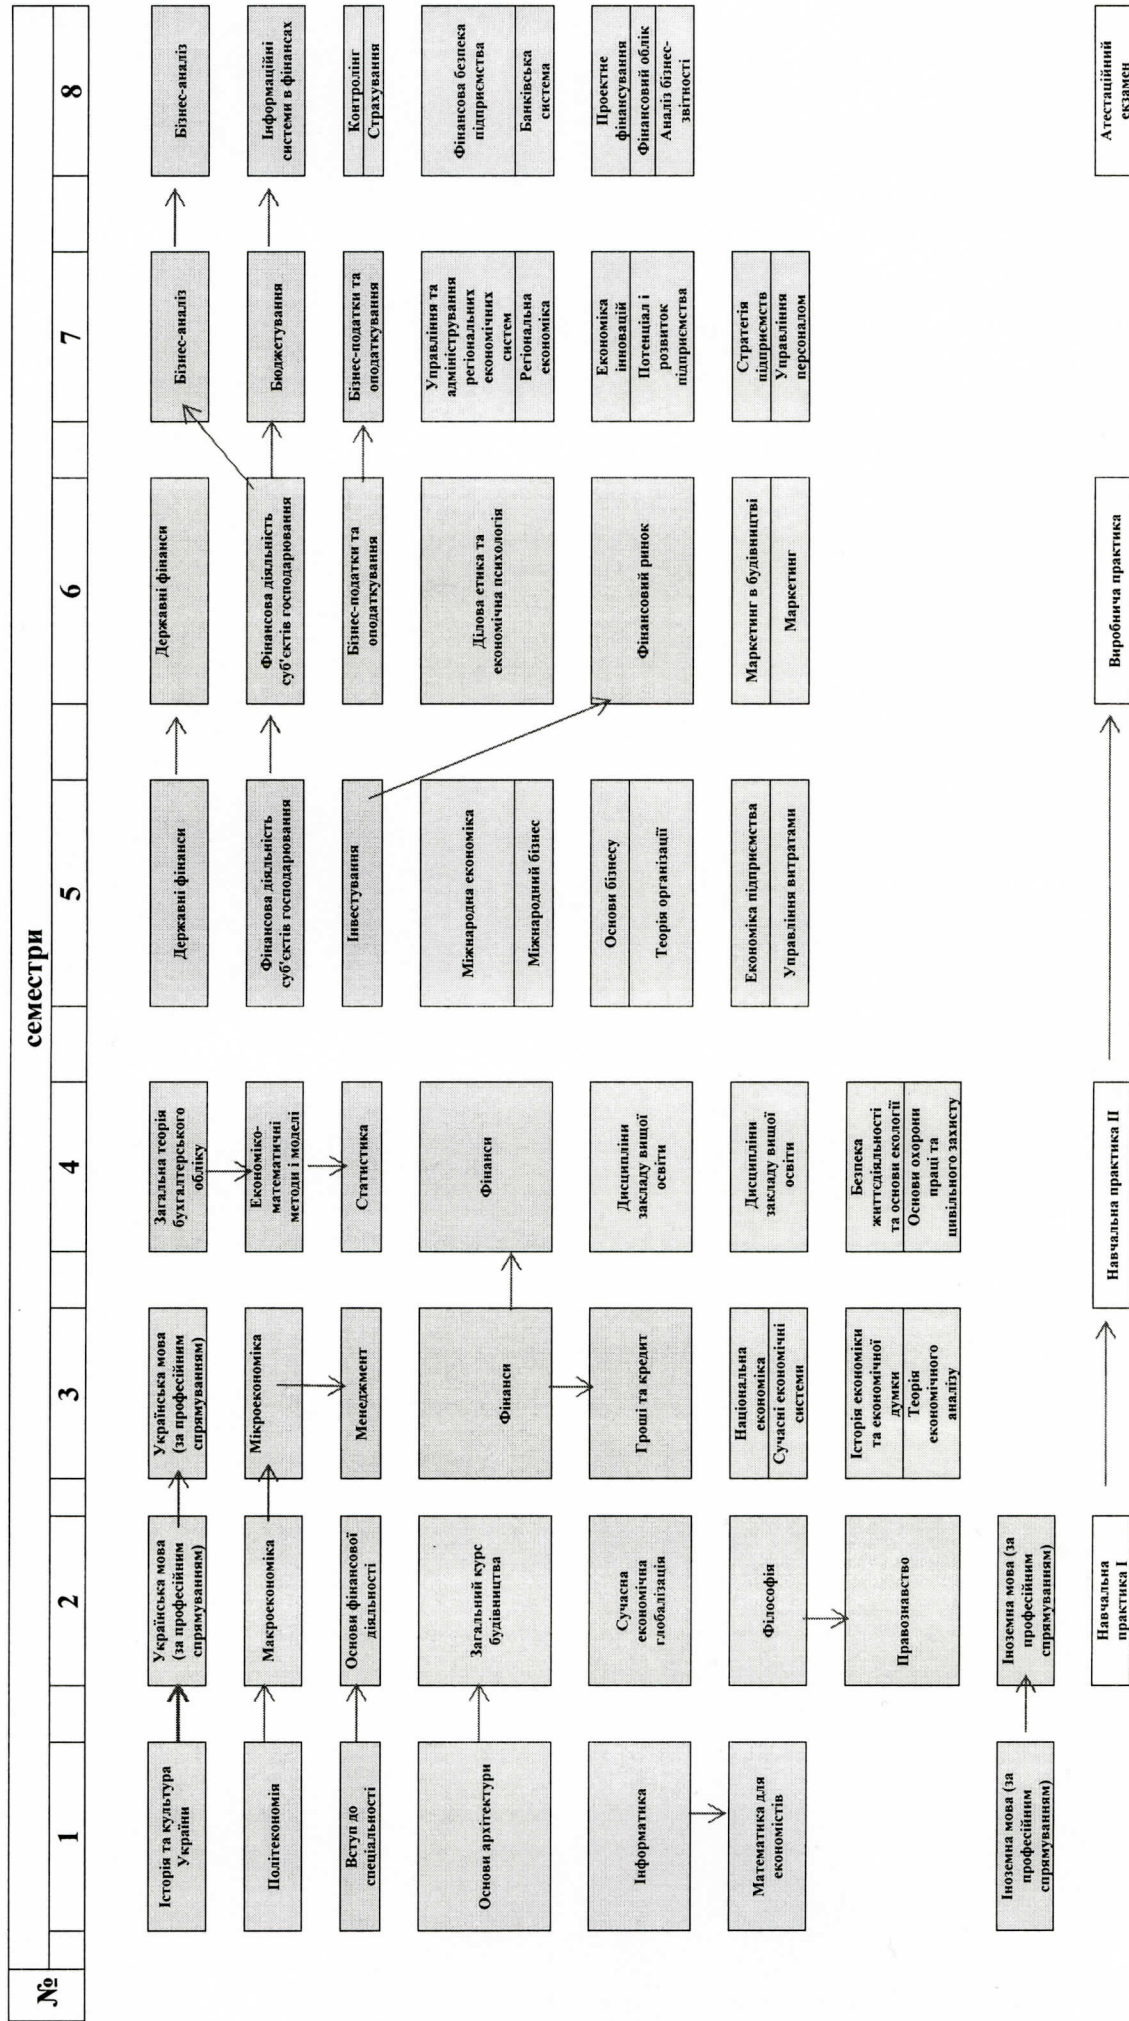 №
семестри
1
2
3
4
5
6
7
8
Історія та культура
України
Політекономія
Вступ до
спеціальності
Основи архітектури
Інформатика
Математика для
економістів
Іноземна мова (за
професійним
спрямуванням)
Українська мова
(за професійним
спрямуванням)
Макроекономіка
Основи фінансової
діяльності
Загальний курс
будівництва
Сучасна
економічна
глобалізація
Філософія
Правознавство
Іноземна мова (за
професійним
спрямуванням)
Навчальна
практика І
Українська мова
(за професійним
спрямуванням)
Мікроекономіка
Менеджмент
Фінанси
Гроші та кредит
Національна
економіка
Сучасні економічні
системи
Історія економіки
та економічної
думки
Теорія
економічного
аналізу
Загальна теорія
бухгалтерського
обліку
Економіко-
математичні
методи і моделі
Статистика
Фінанси
Дисципліни
закладу вищої
освіти
Дисципліни
закладу вищої
освіти
Безпека
життєдіяльності
та основи екології
Основи охорони
праці та
цивільного захисту
Навчальна практика ІІ
Державні фінанси
Фінансова діяльність
суб'єктів господарювання
Інвестування
Міжнародна економіка
Міжнародний бізнес
Основи бізнесу
Теорія організації
Економіка підприємства
Управління витратами
Державні фінанси
Фінансова діяльність
суб'єктів господарювання
Бізнес-податки та
оподаткування
Ділова етика та
економічна психологія
Фінансовий ринок
Маркетинг в будівництві
Маркетинг
Виробнича практика
Бізнес-аналіз
Бюджетування
Бізнес-податки та
оподаткування
Управління та
адміністрування
регіональних
економічних
систем
Регіональна
економіка
Економіка
інновацій
Потенціал і
розвиток
підприємства
Стратегія
підприємств
Управління
персоналом
Бізнес-аналіз
Інформаційні
системи в фінансах
Контролінг
Страхування
Фінансова безпека
підприємства
Банківська
система
Проектне
фінансування
Фінансовий облік
Аналіз бізнес-
звітності
Атестаційний
екзамен